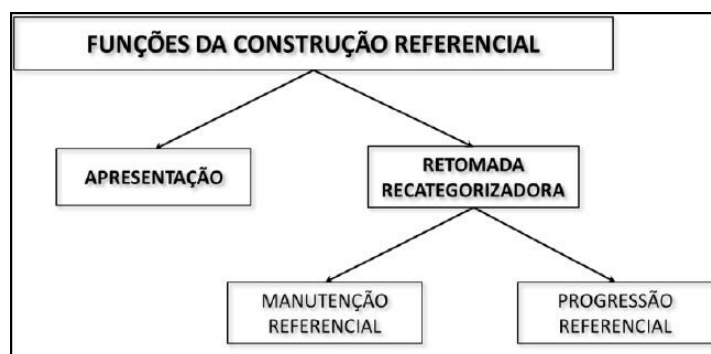 FUNÇÕES DA CONSTRUÇÃO REFERENCIAL
APRESENTAÇÃO
RETOMADA
RECATEGORIZADORA
MANUTENÇÃO
REFERENCIAL
PROGRESSÃO
REFERENCIAL